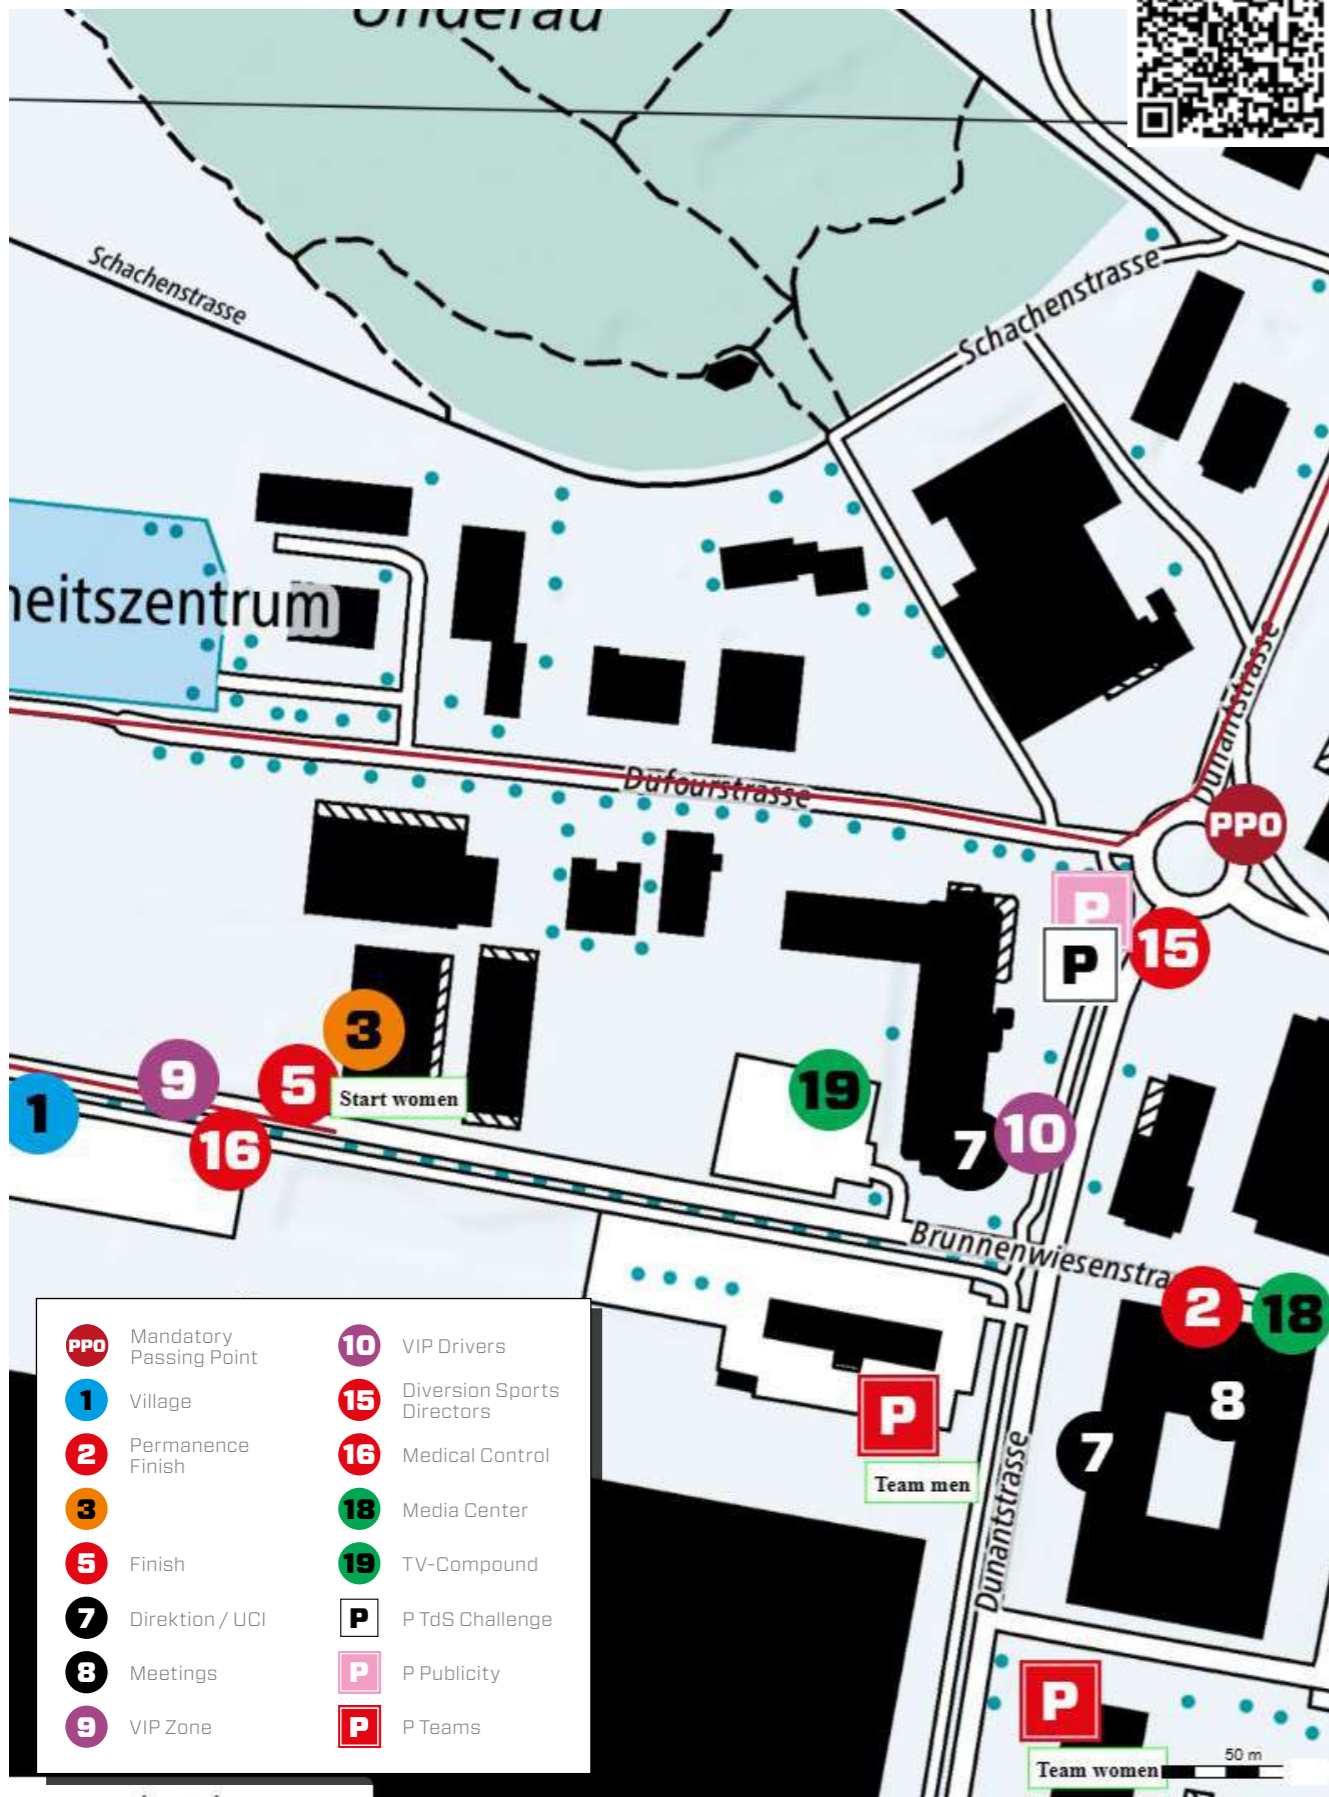 Schachenstrasse
Schachenstrasse
heitszentrum
Dunantstrasse
Dufourstrasse
PPO
P
P
15
3
9
5
Start women
1
16
19
7
10
Brunnenwiesenstra
2
18
8
7
P
Team men
Dunantstrasse
P
Team women
50 m
PPO Mandatory
Passing Point
1 Village
2 Permanence
Finish
3
5 Finish
7 Direktion / UCI
8 Meetings
9 VIP Zone
10 VIP Drivers
15 Diversion Sports
Directors
16 Medical Control
18 Media Center
19 TV-Compound
P P TdS Challenge
P P Publicity
P P Teams